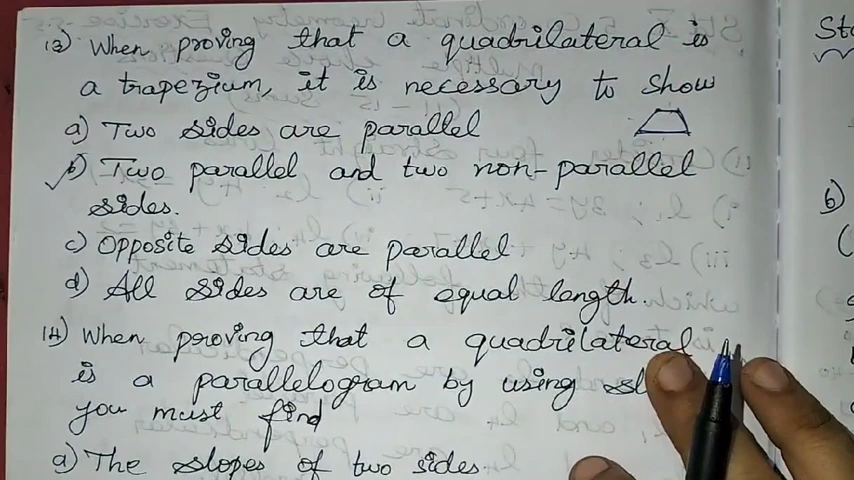 13) When proving that a quadrilateral is
a trapezium, it is necessary to show
a) Two sides are parallel
b) Two parallel and two non-parallel
sides.
c) Opposite sides are parallel
d) All sides are of equal length.
14) When proving that a quadrilateral
is a parallelogram by using
you must find
a) The slopes of two sides.
6)